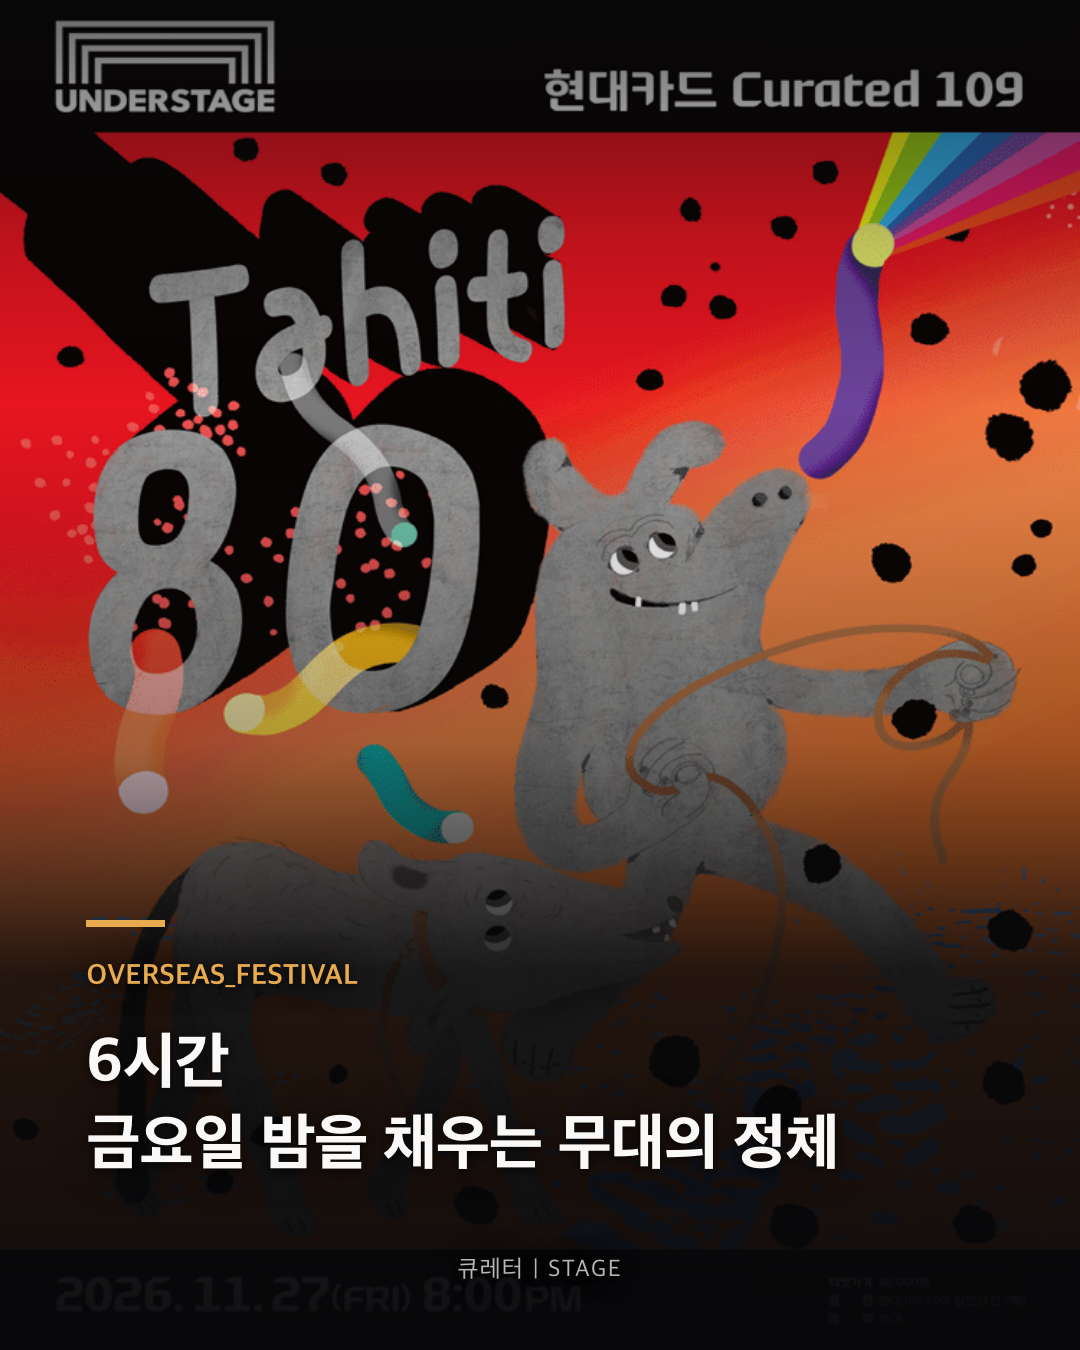 UNDERSTAGE
현대카드 Curated 109
Tahiti
80
OVERSEAS_FESTIVAL
6시간
금요일 밤을 채우는 무대의 정체
큐레터 | STAGE
2026. 11. 27(FRI) 8:00PM